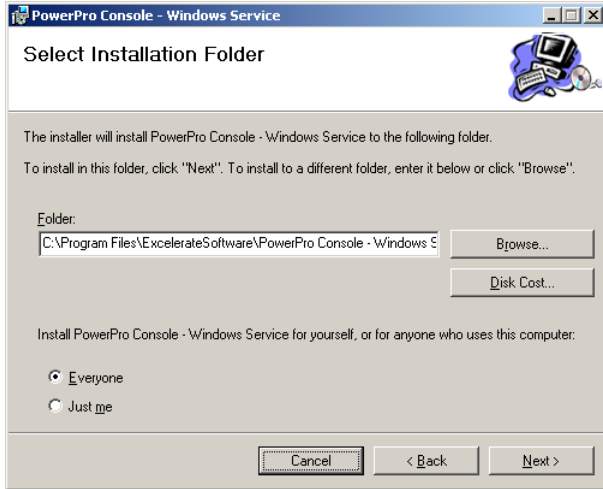 PowerPro Console - Windows Service
Select Installation Folder
The installer will install PowerPro Console - Windows Service to the following folder.
To install in this folder, click "Next". To install to a different folder, enter it below or click "Browse".
Folder:
C:\Program Files\ExcelerateSoftware\PowerPro Console - Windows S
Browse...
Disk Cost...
Install PowerPro Console - Windows Service for yourself, or for anyone who uses this computer:
Everyone
Just me
Cancel
< Back
Next >